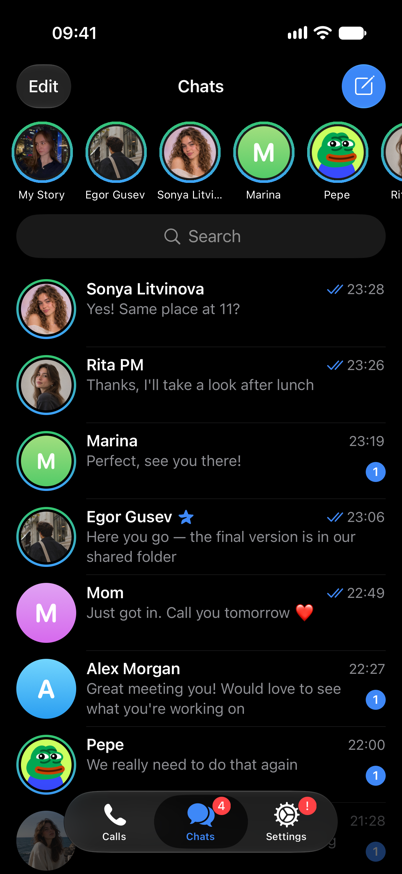 09:41
Edit
Chats
My Story
Egor Gusev
Sonya Litvi...
M
Marina
Pepe
Search
Sonya Litvinova
23:28
Yes! Same place at 11?
Rita PM
23:26
Thanks, I'll take a look after lunch
M
Marina
23:19
Perfect, see you there!
1
Egor Gusev
23:06
Here you go — the final version is in our
shared folder
M
Mom
22:49
Just got in. Call you tomorrow ❤️
A
Alex Morgan
22:27
Great meeting you! Would love to see
what you're working on
1
Pepe
22:00
We really need to do that again
1
21:28
1
Calls
4
Chats
!
Settings